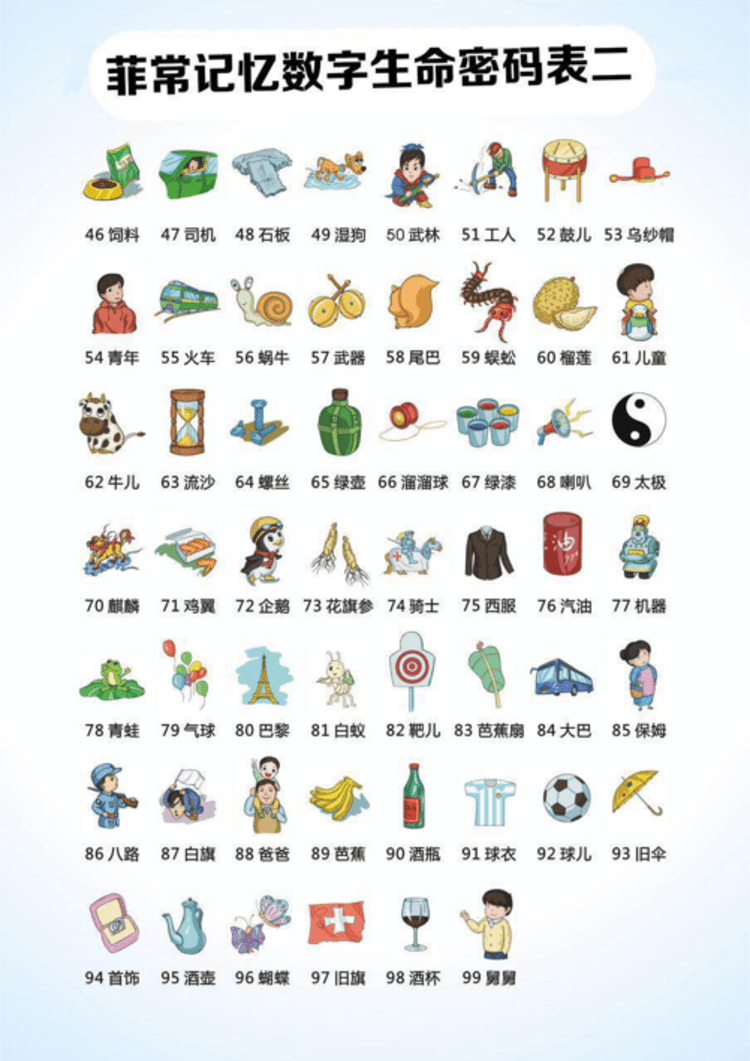 菲常记忆数字生命密码表二
46 饲料 47 司机 48 石板 49 湿狗 50 武林 51 工人 52 鼓儿 53 乌纱帽
54 青年 55 火车 56 蜗牛 57 武器 58 尾巴 59 蜈蚣 60 榴莲 61 儿童
62 牛儿 63 流沙 64 螺丝 65 绿壶 66 溜溜球 67 绿漆 68 喇叭 69 太极
油
70 麒麟 71 鸡翼 72 企鹅 73 花旗参 74 骑士 75 西服 76 汽油 77 机器
78 青蛙 79 气球 80 巴黎 81 白蚁 82 靶儿 83 芭蕉扇 84 大巴 85 保姆
86 八路 87 白旗 88 爸爸 89 芭蕉 90 酒瓶 91 球衣 92 球儿 93 旧伞
94 首饰 95 酒壶 96 蝴蝶 97 旧旗 98 酒杯 99 舅舅